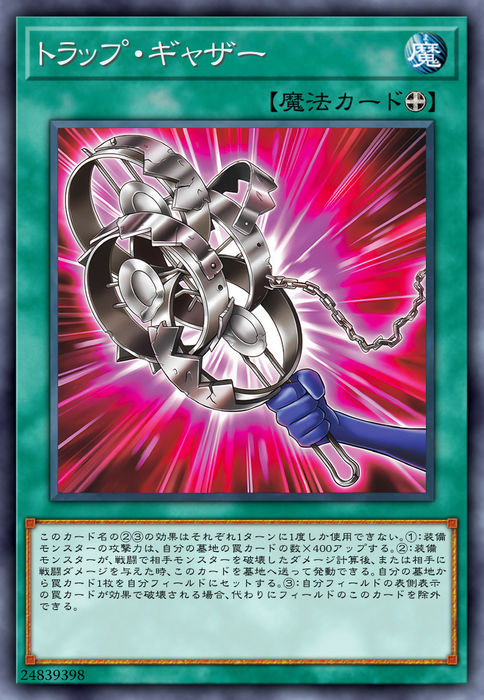 トラップ・ギャザー
魔
【魔法カード】
このカード名の②③の効果はそれぞれ1ターンに1度しか使用できない。①：装備
モンスターの攻撃力は、自分の墓地の罠カードの数×400アップする。②：装備
モンスターが、戦闘で相手モンスターを破壊したダメージ計算後、または相手に
戦闘ダメージを与えた時、このカードを墓地へ送って発動できる。自分の墓地か
ら罠カード1枚を自分フィールドにセットする。③：自分フィールドの表側表示
の罠カードが効果で破壊される場合、代わりにフィールドのこのカードを除外
できる。
24839398